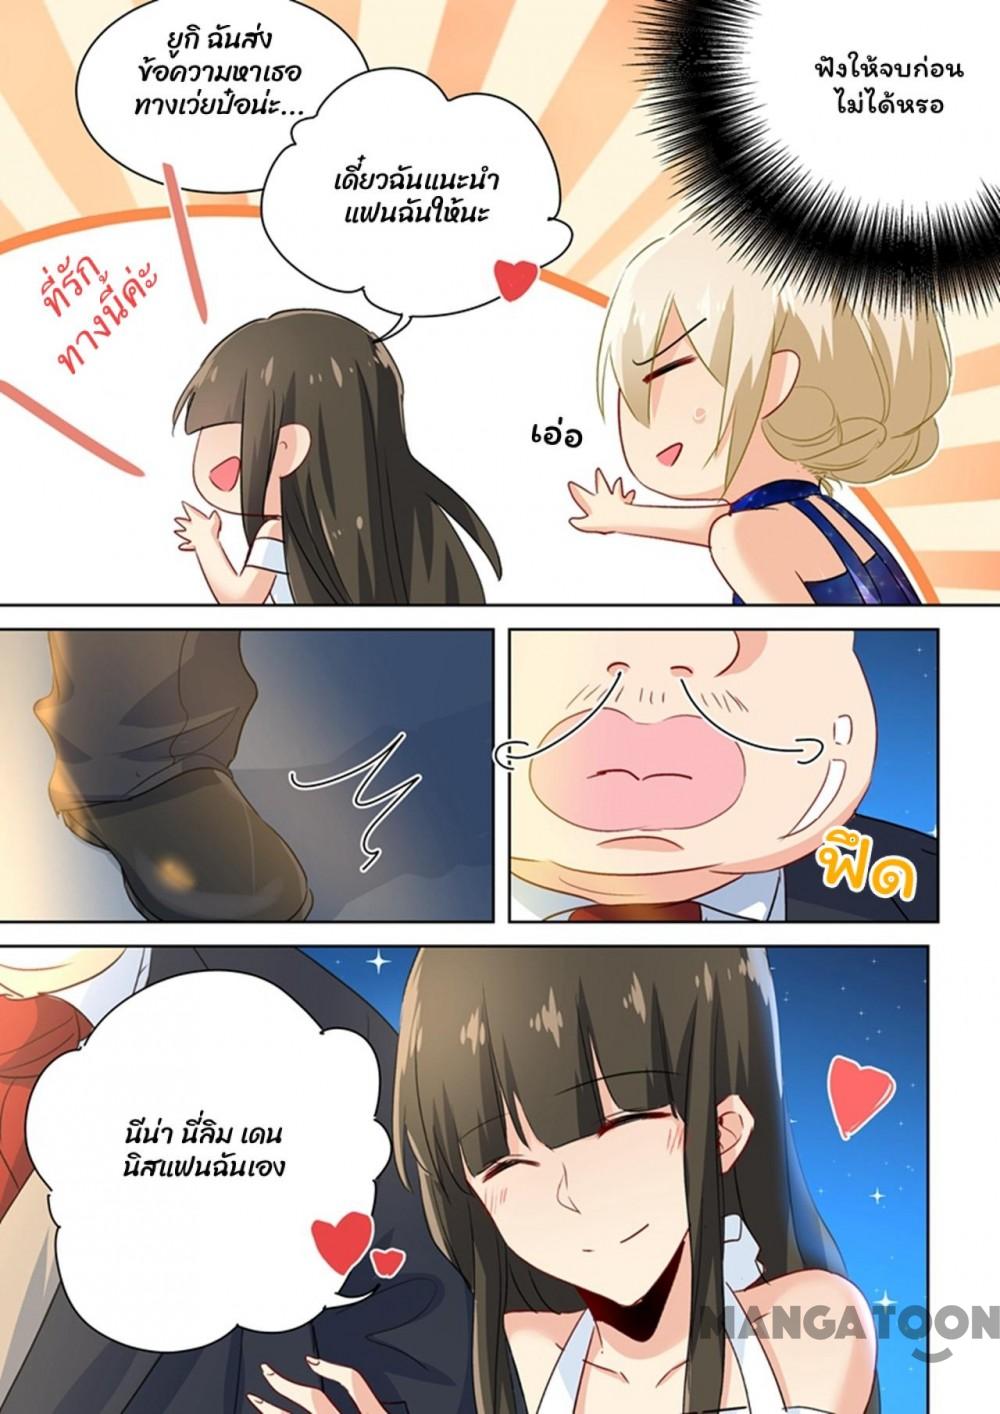 ยูกิ ฉันส่ง
ข้อความหาเธอ
ทางเว่ยป๋อน่ะ...
ฟังให้จบก่อน
ไม่ได้หรอ
เดี๋ยวฉันแนะนำ
แฟนฉันให้นะ
ที่รัก
ทางนี้ค่ะ
เอ่อ
ฟืด
นีน่า นี่ลิม เดน
นิสแฟนฉันเอง
MANGATOON